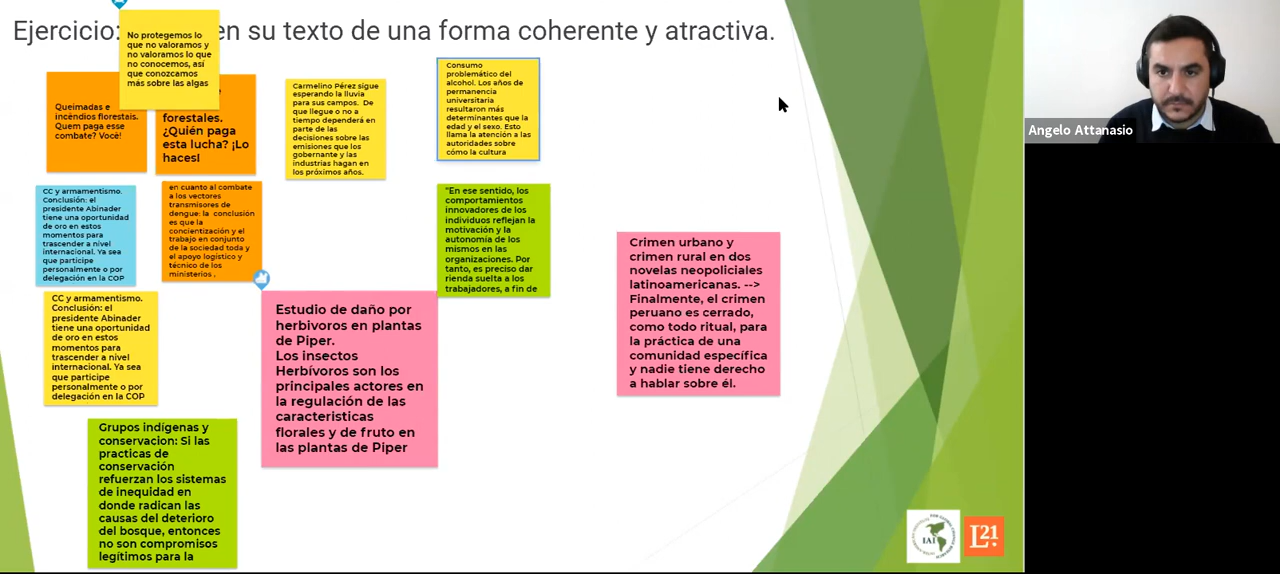 Ejercicio: en su texto de una forma coherente y atractiva.
No protegemos lo
que no valoramos y
no valoramos lo que
no conocemos, así
que conozcamos
más sobre las algas
Queimadas e
incêndios florestais.
Quem paga esse
combate? Você!
forestales.
¿Quién paga
esta lucha? ¡Lo
haces!
Carmelino Pérez sigue
esperando la lluvia
para sus campos. De
que llegue o no a
tiempo dependerá en
parte de las
decisiones sobre las
emisiones que los
gobernante y las
industrias hagan en
los próximos años.
Consumo
problemático del
alcohol. Los años de
permanencia
universitaria
resultaron más
determinantes que la
edad y el sexo. Esto
llama la atención a las
autoridades sobre
cómo la cultura
Angelo Attanasio
CC y armamentismo.
Conclusión: el
presidente Abinader
tiene una oportunidad
de oro en estos
momentos para
trascender a nivel
internacional. Ya sea
que participe
personalmente o por
delegación en la COP
en cuanto al combate
a los vectores
transmisores de
dengue: la conclusión
es que la
concientización y el
trabajo en conjunto
de la sociedad toda y
el apoyo logistico y
técnico de los
ministerios ,
"En ese sentido, los
comportamientos
innovadores de los
individuos reflejan la
motivación y la
autonomía de los
mismos en las
organizaciones. Por
tanto, es preciso dar
rienda suelta a los
trabajadores, a fin de
Crimen urbano y
crimen rural en dos
novelas neopoliciales
latinoamericanas. -->
Finalmente, el crimen
peruano es cerrado,
como todo ritual, para
la práctica de una
comunidad específica
y nadie tiene derecho
a hablar sobre él.
CC y armamentismo.
Conclusión: el
presidente Abinader
tiene una oportunidad
de oro en estos
momentos para
trascender a nivel
internacional. Ya sea
que participe
personalmente o por
delegación en la COP
Estudio de daño por
herbivoros en plantas
de Piper.
Los insectos
Herbívoros son los
principales actores en
la regulación de las
caracteristicas
florales y de fruto en
las plantas de Piper
Grupos indígenas y
conservacion: Si las
practicas de
conservación
refuerzan los sistemas
de inequidad en
donde radican las
causas del deterioro
del bosque, entonces
no son compromisos
legítimos para la
IAI
L21